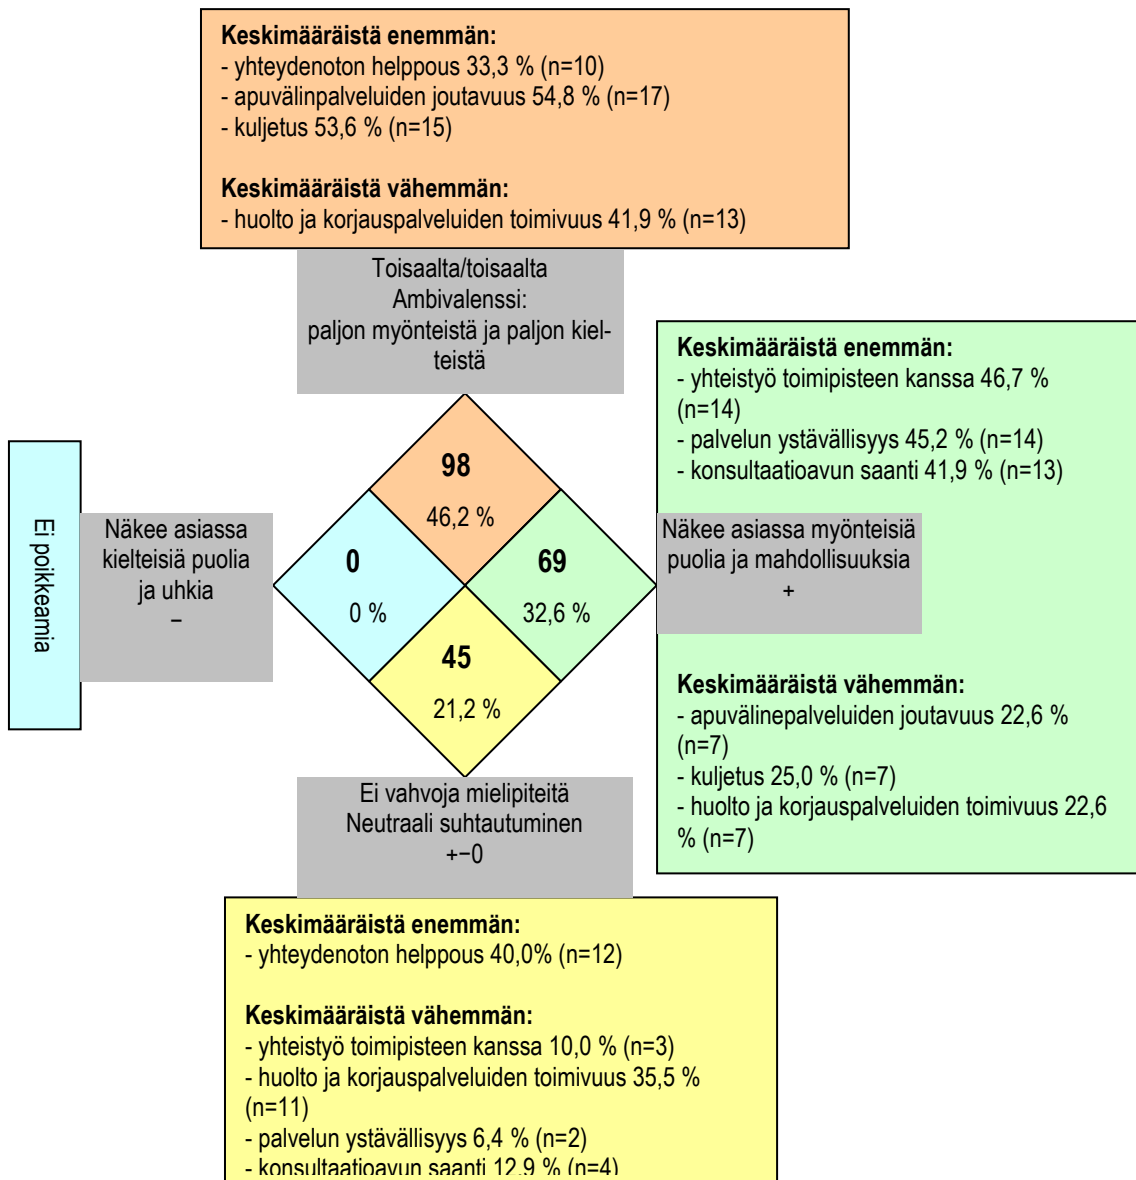 Keskimääräistä enemmän:
- yhteydenoton helppous 33,3 % (n=10)
- apuvälinpalveluiden joutavuus 54,8 % (n=17)
- kuljetus 53,6 % (n=15)
Keskimääräistä vähemmän:
- huolto ja korjauspalveluiden toimivuus 41,9 % (n=13)
Toisaalta/toisaalta
Ambivalenssi:
paljon myönteistä ja paljon kiel-
teistä
Keskimääräistä enemmän:
- yhteistyö toimipisteen kanssa 46,7 %
(n=14)
- palvelun ystävällisyys 45,2 % (n=14)
- konsultaatioavun saanti 41,9 % (n=13)
Ei poikkeamia
Näkee asiassa
kielteisiä puolia
ja uhkia
−
98
46,2 %
0
0 %
69
32,6 %
45
21,2 %
Näkee asiassa myönteisiä
puolia ja mahdollisuuksia
+
Keskimääräistä vähemmän:
- apuvälinepalveluiden joutavuus 22,6 %
(n=7)
- kuljetus 25,0 % (n=7)
- huolto ja korjauspalveluiden toimivuus 22,6
% (n=7)
Ei vahvoja mielipiteitä
Neutraali suhtautuminen
+−0
Keskimääräistä enemmän:
- yhteydenoton helppous 40,0% (n=12)
Keskimääräistä vähemmän:
- yhteistyö toimipisteen kanssa 10,0 % (n=3)
- huolto ja korjauspalveluiden toimivuus 35,5 %
(n=11)
- palvelun ystävällisyys 6,4 % (n=2)
- konsultaatioavun saanti 12,9 % (n=4)